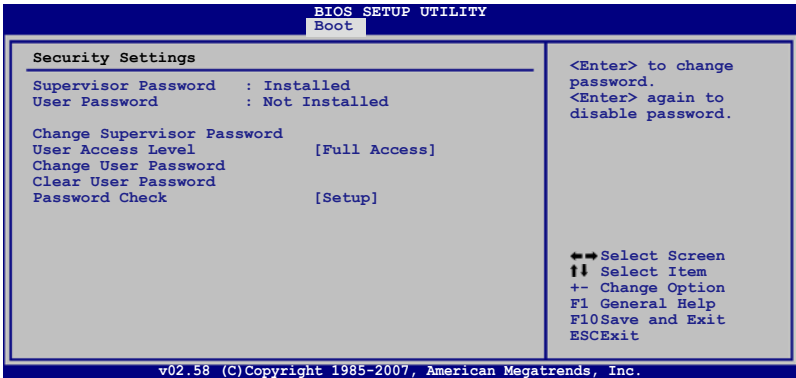 BIOS SETUP UTILITY
Boot
Security Settings
Supervisor Password : Installed
User Password : Not Installed
Change Supervisor Password
User Access Level [Full Access]
Change User Password
Clear User Password
Password Check [Setup]
<Enter> to change
password.
<Enter> again to
disable password.
←→Select Screen
↑↓ Select Item
+- Change Option
F1 General Help
F10Save and Exit
ESCExit
v02.58 (C)Copyright 1985-2007, American Megatrends, Inc.